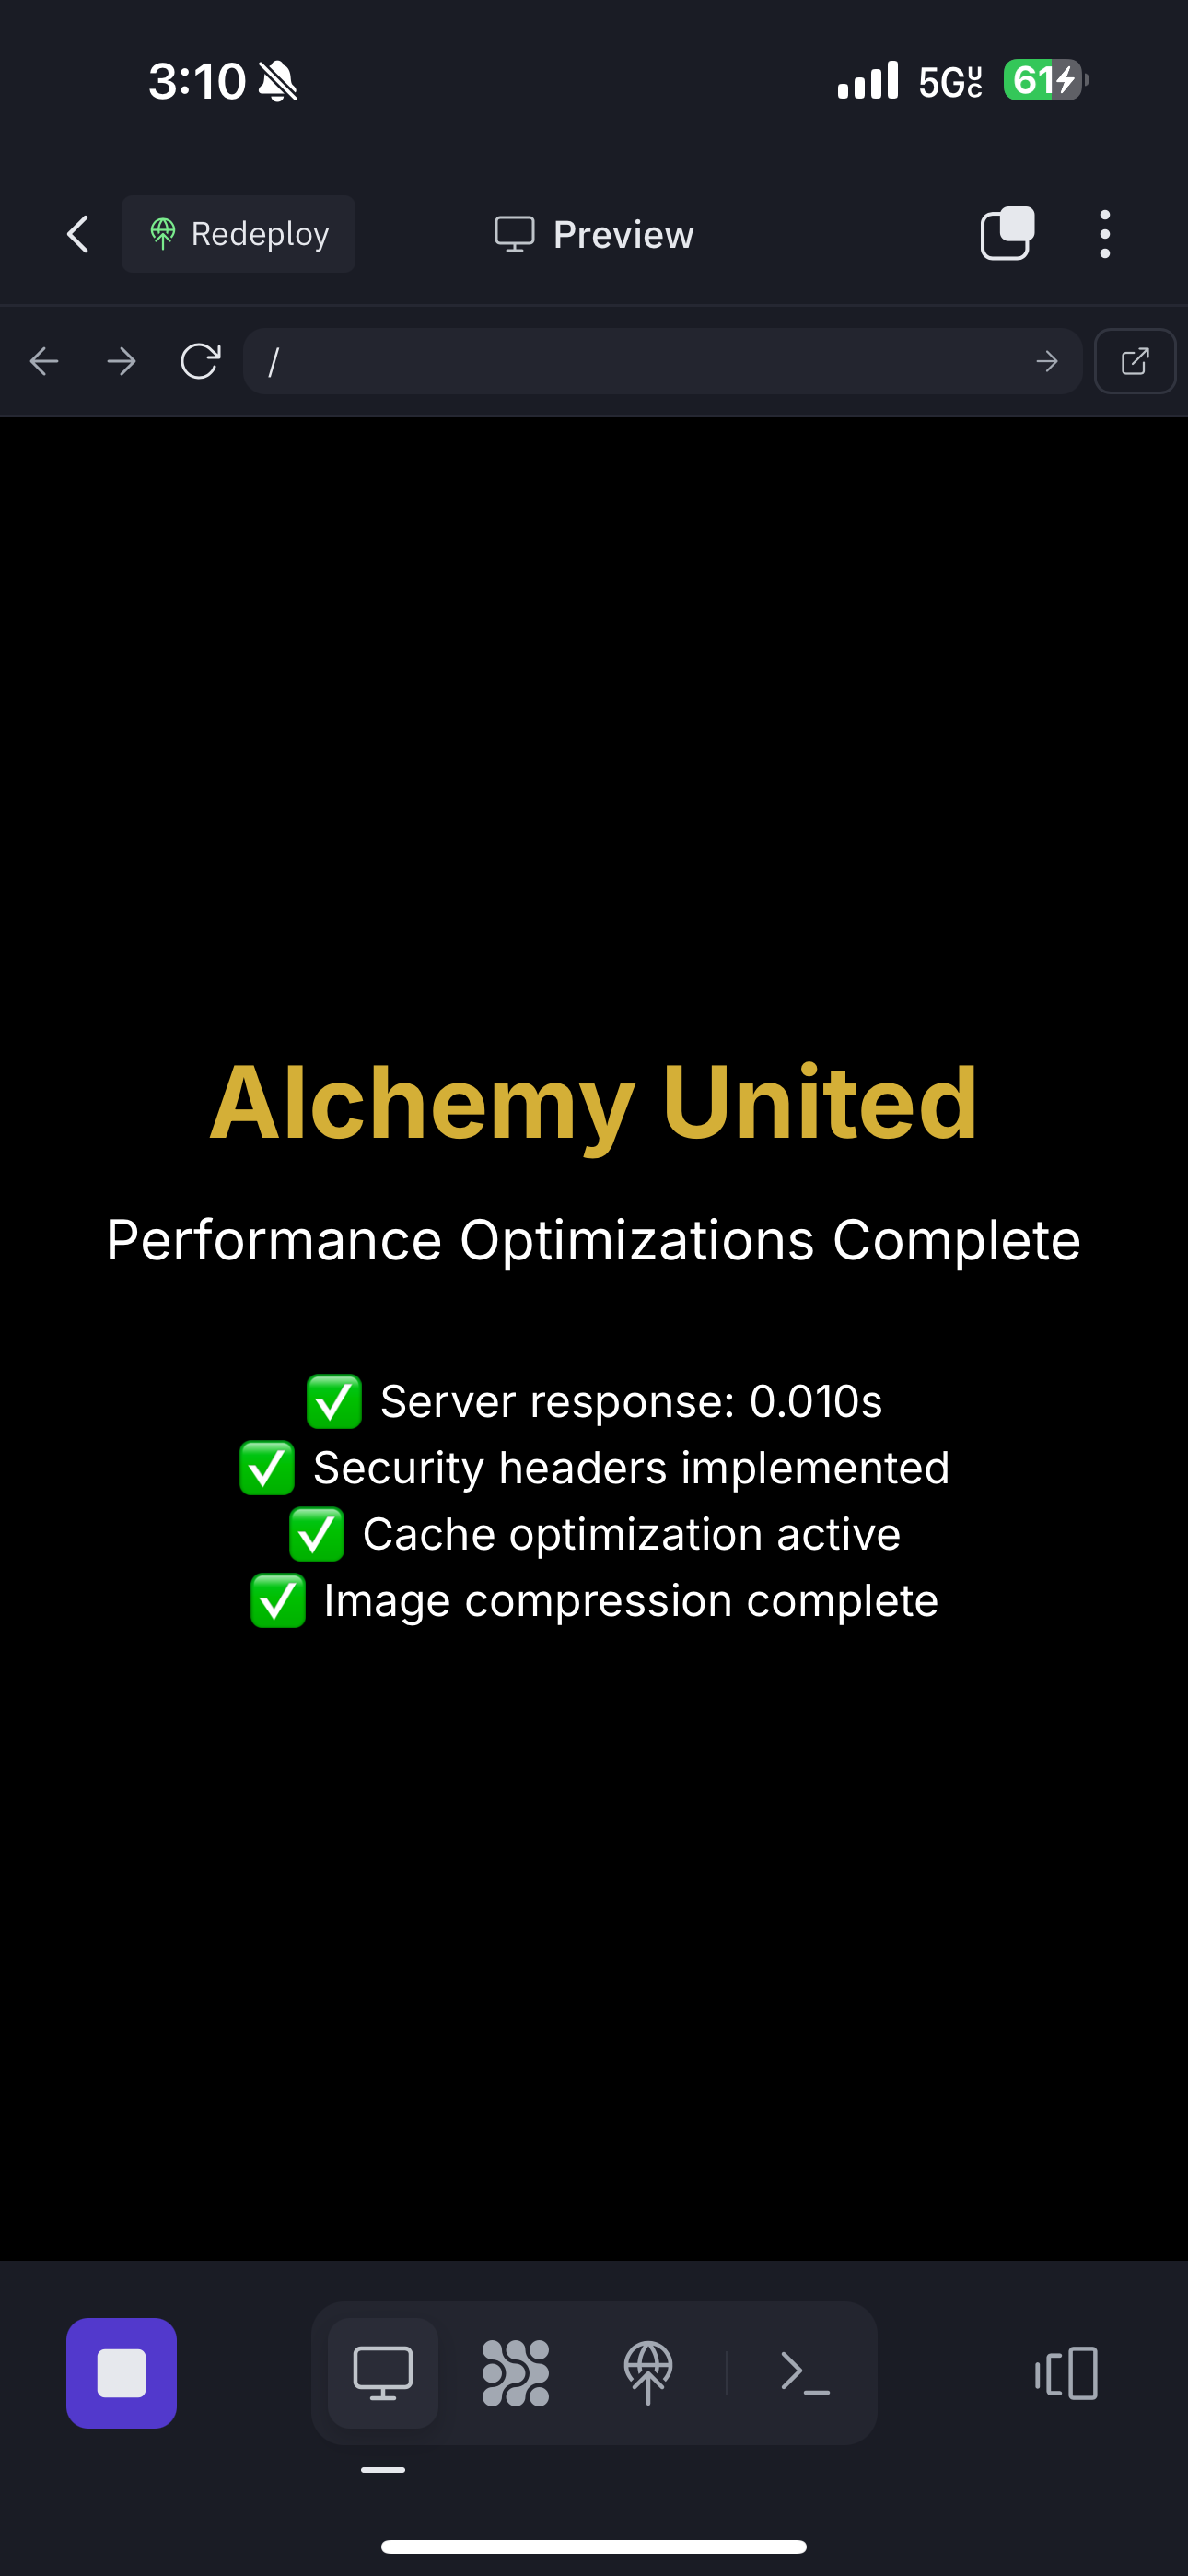 3:10
5G UC
61
Redeploy
Preview
/
Alchemy United
Performance Optimizations Complete
✅ Server response: 0.010s
✅ Security headers implemented
✅ Cache optimization active
✅ Image compression complete